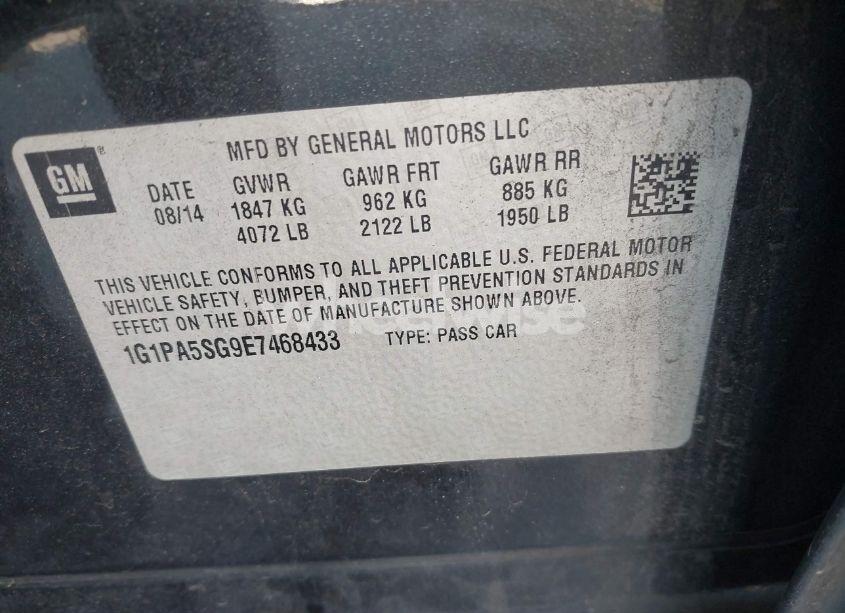 MFD BY GENERAL MOTORS LLC
GM
DATE GVWR GAWR FRT GAWR RR
08/14 1847 KG 962 KG 885 KG
4072 LB 2122 LB 1950 LB
THIS VEHICLE CONFORMS TO ALL APPLICABLE U.S. FEDERAL MOTOR
VEHICLE SAFETY, BUMPER, AND THEFT PREVENTION STANDARDS IN
EFFECT ON THE DATE OF MANUFACTURE SHOWN ABOVE.
1G1PA5SG9E7468433 TYPE: PASS CAR